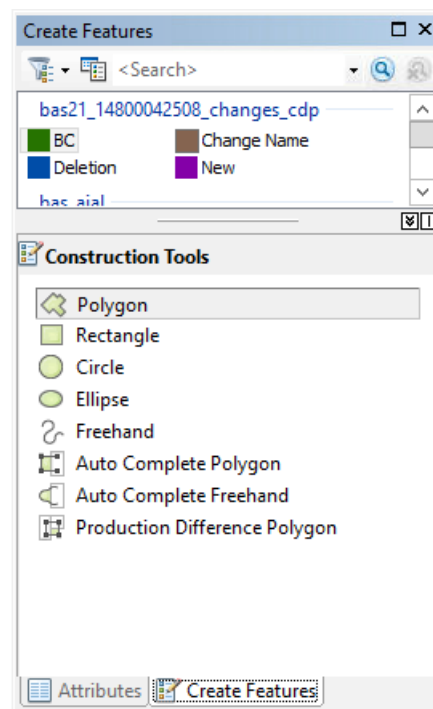 Create Features
<Search>
bas21_14800042508_changes_cdp
BC Change Name
Deletion New
bas_aial
Construction Tools
Polygon
Rectangle
Circle
Ellipse
Freehand
Auto Complete Polygon
Auto Complete Freehand
Production Difference Polygon
Attributes Create Features